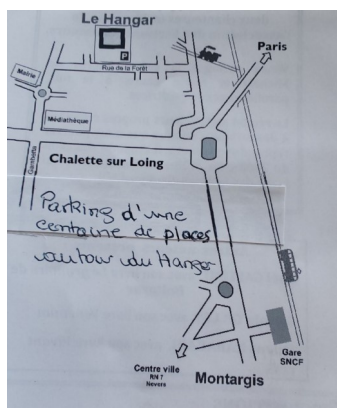 Le Hangar
P
Rue de la Forêt
Paris
Mairie
Médiathèque
Gambetta
Chalette sur Loing
Parking d'une
centaine de places
autour du Hangar
Gare
SNCF
Centre ville
RN 7
Nevers
Montargis